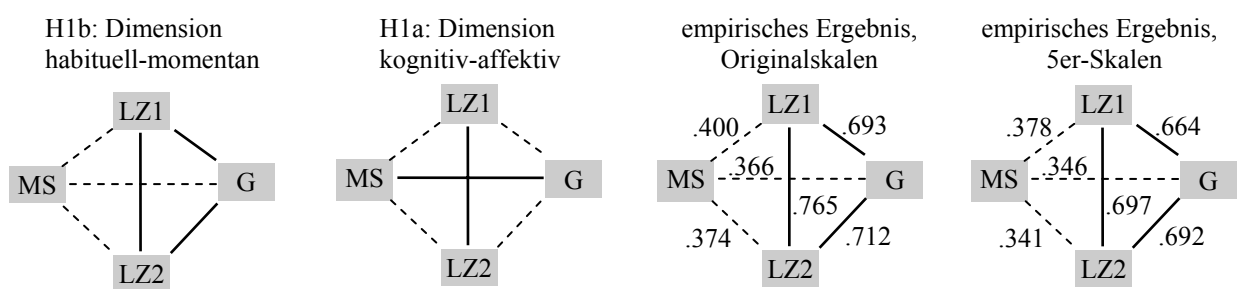 H1b: Dimension
habituell-momentan
LZ1
MS
G
LZ2
H1a: Dimension
kognitiv-affektiv
LZ1
MS
G
LZ2
empirisches Ergebnis,
Originalskalen
LZ1
.400
.693
.366
MS
G
.765
.374
.712
LZ2
empirisches Ergebnis,
5er-Skalen
LZ1
.378
.664
.346
MS
G
.697
.341
.692
LZ2